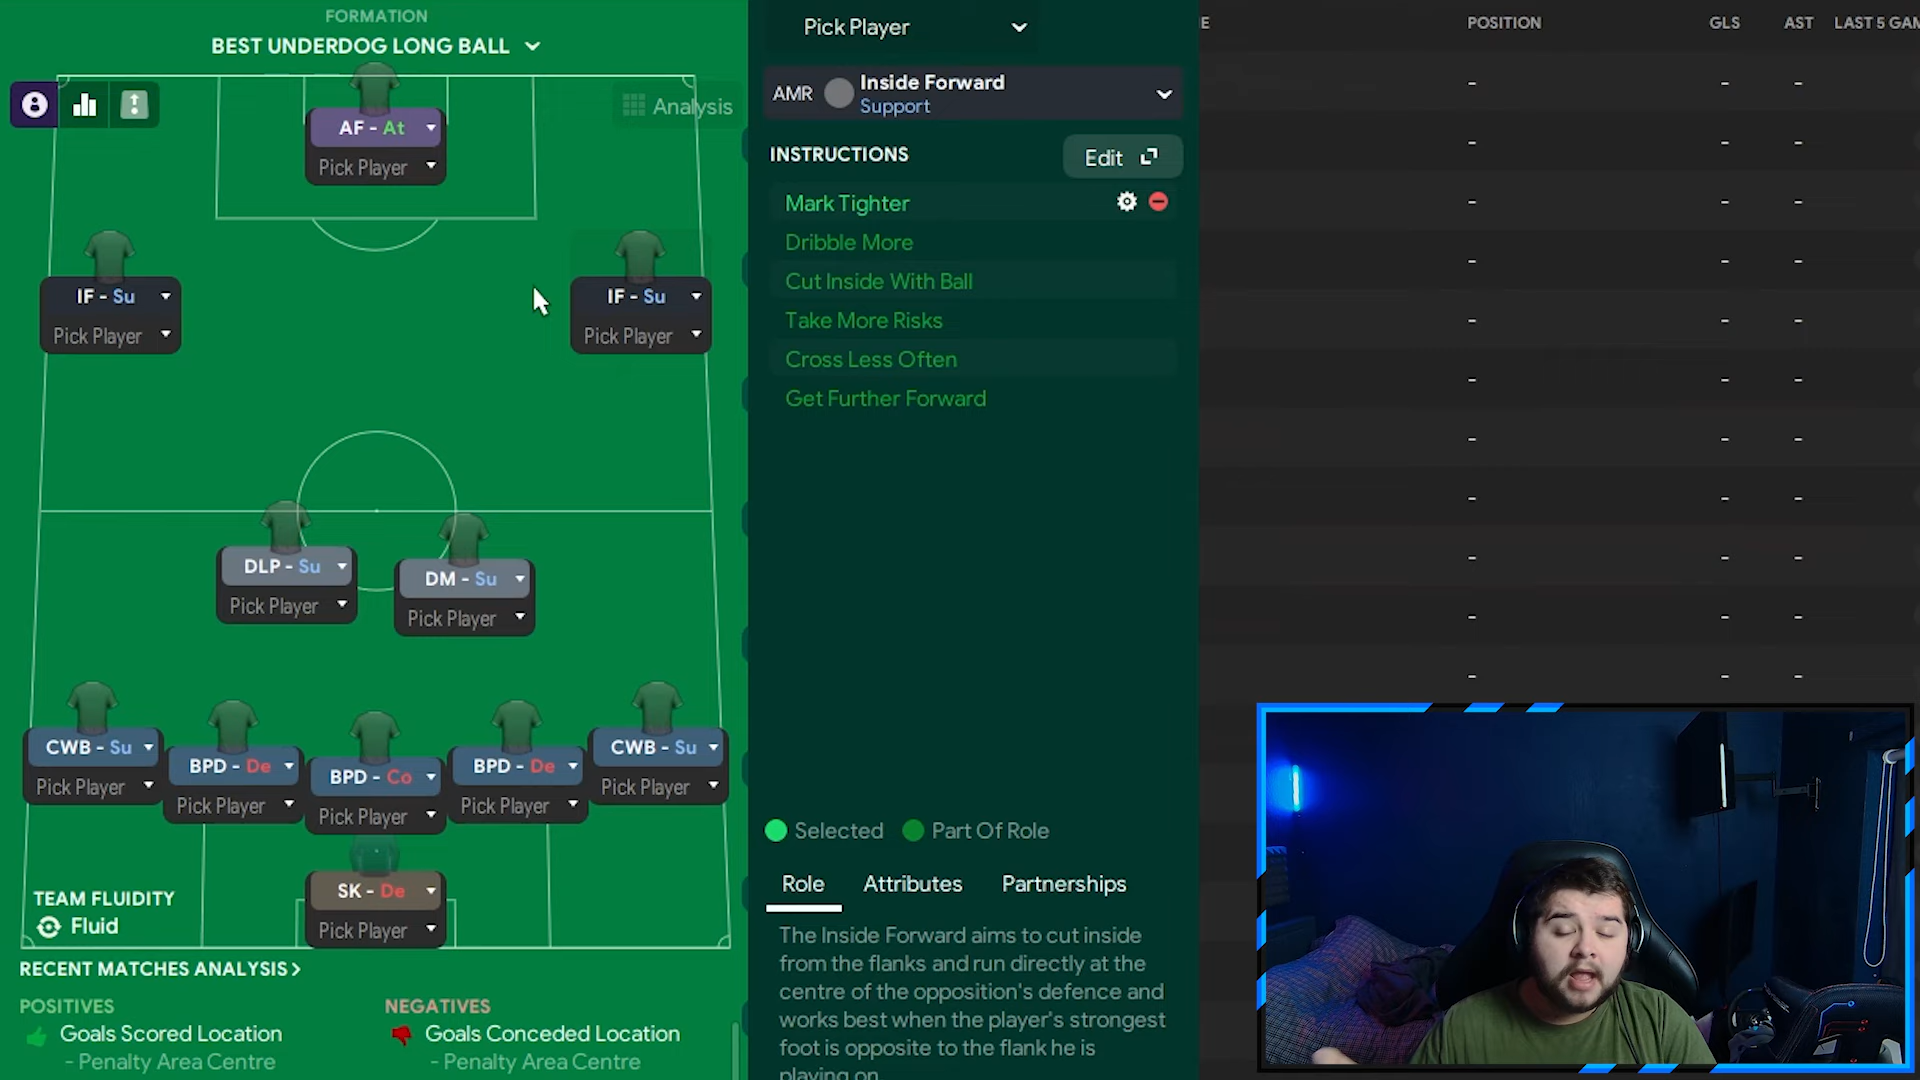 FORMATION
BEST UNDERDOG LONG BALL
Analysis
AF - At
Pick Player
IF - Su
Pick Player
IF - Su
Pick Player
DLP - Su
Pick Player
DM - Su
Pick Player
CWB - Su
Pick Player
BPD - De
Pick Player
BPD - Co
Pick Player
BPD - De
Pick Player
CWB - Su
Pick Player
SK - De
Pick Player
TEAM FLUIDITY
Fluid
RECENT MATCHES ANALYSIS >
POSITIVES
Goals Scored Location
- Penalty Area Centre
NEGATIVES
Goals Conceded Location
- Penalty Area Centre
Pick Player
AMR Inside Forward
Support
INSTRUCTIONS
Edit
Mark Tighter
Dribble More
Cut Inside With Ball
Take More Risks
Cross Less Often
Get Further Forward
Selected Part Of Role
Role Attributes Partnerships
The Inside Forward aims to cut inside
from the flanks and run directly at the
centre of the opposition's defence and
works best when the player's strongest
foot is opposite to the flank he is
playing on
E POSITION GLS AST LAST 5 GAM
- - -
- - -
- - -
- - -
- - -
- - -
- - -
- - -
- - -
- - -
- - -